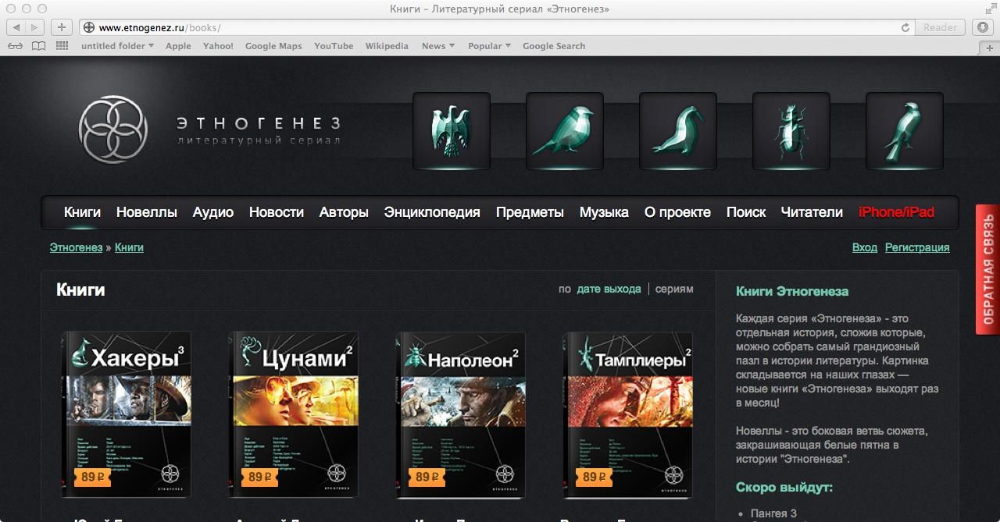 Книги – Литературный сериал «Этногенез»
www.etnogenez.ru/books/
Reader
untitled folder Apple Yahoo! Google Maps YouTube Wikipedia News Popular Google Search
ЭТНОГЕНЕЗ
литературный сериал
Книги Новеллы Аудио Новости Авторы Энциклопедия Предметы Музыка О проекте Поиск Читатели iPhone/iPad
Этногенез » Книги
Вход Регистрация
ОБРАТНАЯ СВЯЗЬ
Книги
по дате выхода | сериям
Хакеры3
Цунами2
Наполеон2
Тамплиеры2
89 ₽
89 ₽
89 ₽
89 ₽
ЭТНОГЕНЕЗ
ЭТНОГЕНЕЗ
ЭТНОГЕНЕЗ
ЭТНОГЕНЕЗ
Книги Этногенеза
Каждая серия «Этногенеза» - это
отдельная история, сложив которые,
можно собрать самый грандиозный
пазл в истории литературы. Картинка
складывается на наших глазах —
новые книги «Этногенеза» выходят раз
в месяц!
Новеллы - это боковая ветвь сюжета,
закрашивающая белые пятна в
истории "Этногенеза".
Скоро выйдут:
• Пангея 3